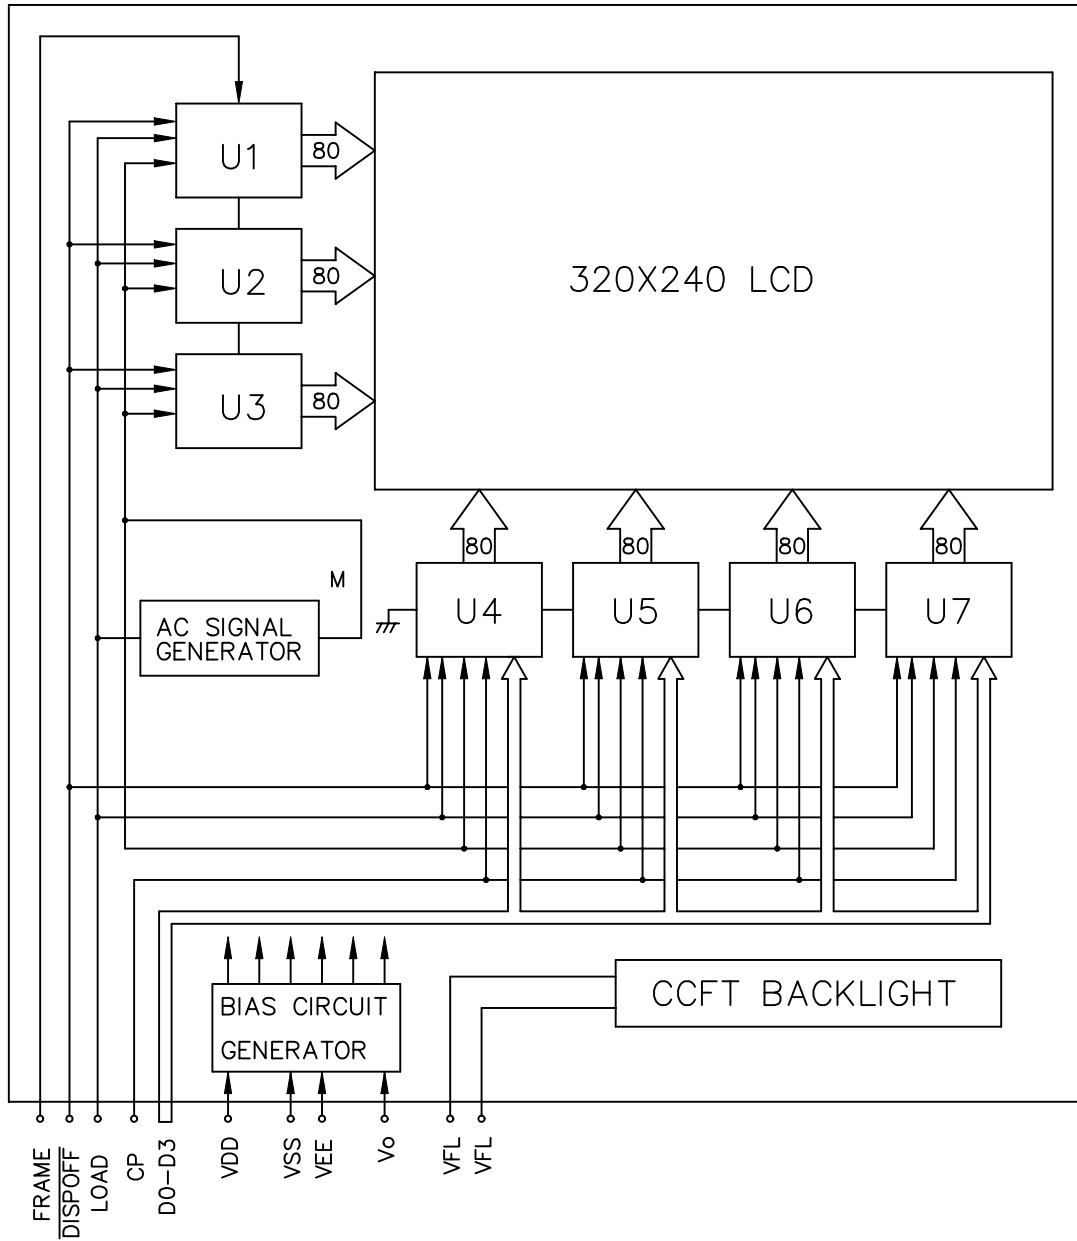 U1
80
U2
80
320X240 LCD
U3
80
80
80
80
80
M
U4
U5
U6
U7
AC SIGNAL
GENERATOR
BIAS CIRCUIT
GENERATOR
CCFT BACKLIGHT
FRAME
DISPOFF
LOAD
CP
D0-D3
VDD
VSS
VEE
Vo
VFL
VFL